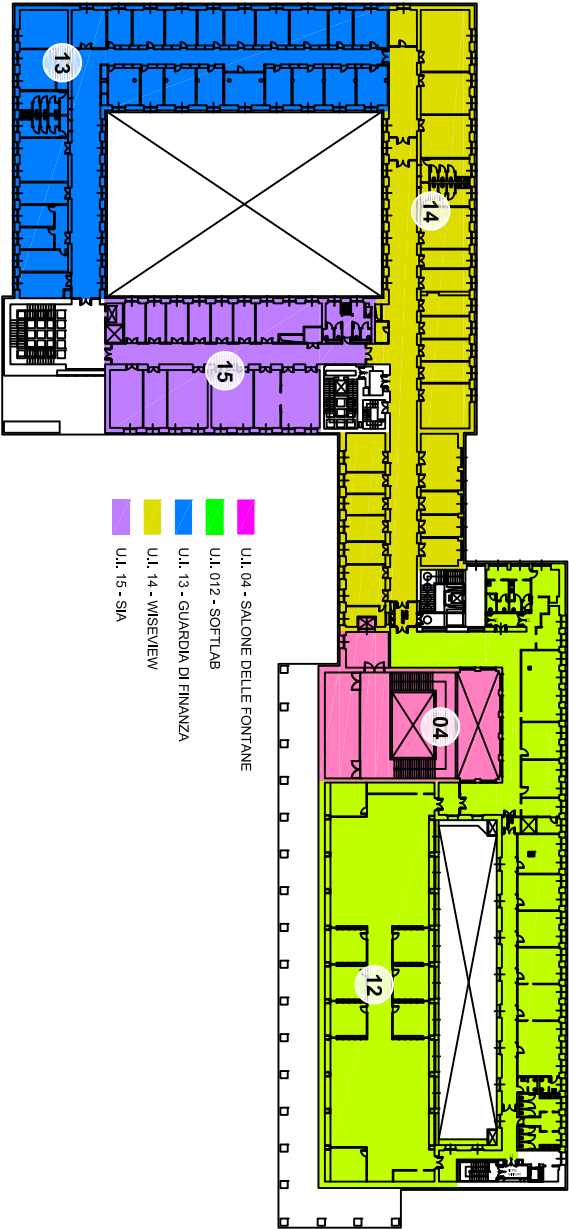 13
14
15
U.I. 04 - SALONE DELLE FONTANE
U.I. 012 - SOFTLAB
U.I. 13 - GUARDIA DI FINANZA
U.I. 14 - WISEVIEW
U.I. 15 - SIA
04
12